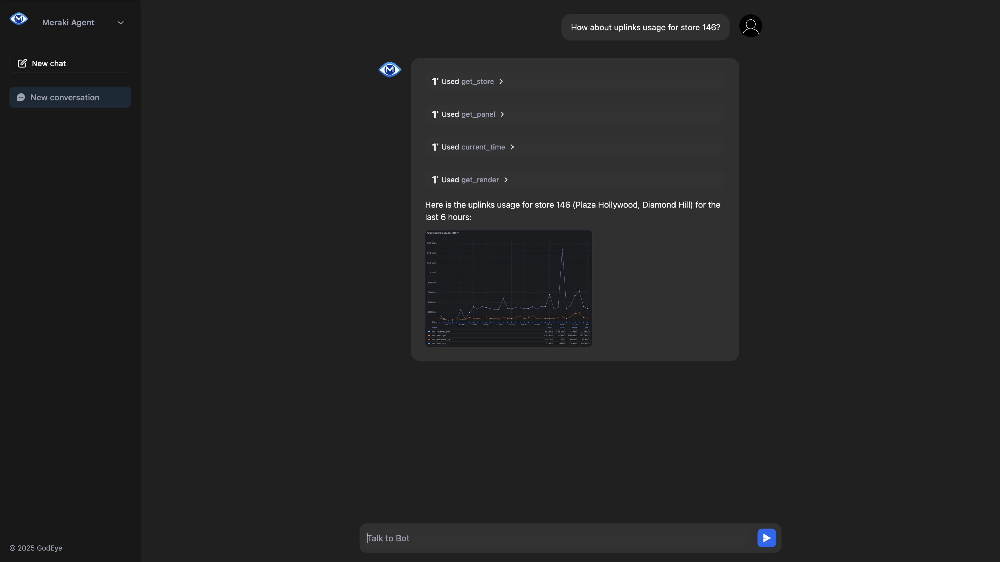 Meraki Agent
New chat
New conversation
© 2025 GodEye
How about uplinks usage for store 146?
Used get_store
Used get_panel
Used current_time
Used get_render
Here is the uplinks usage for store 146 (Plaza Hollywood, Diamond Hill) for the
last 6 hours:
Active Uplinks usageHistory
1.60 Mb/s
1.40 Mb/s
1.20 Mb/s
1 Mb/s
800 kb/s
600 kb/s
400 kb/s
200 kb/s
0 b/s
05:30 06:00 06:30 07:00 07:30 08:00 08:30 09:00 09:30 10:00 10:30 11:00
Name Min Max Mean Last *
wan1 received_bps 42.1 kb/s 1.48 Mb/s 312 kb/s 275 kb/s
wan1 sent_bps 45.3 kb/s 187 kb/s 84.6 kb/s 80.7 kb/s
wan2 received_bps 82.3 b/s 127 b/s 89.0 b/s 85.9 b/s
wan2 sent_bps 1.03 kb/s 1.18 kb/s 1.10 kb/s 1.07 kb/s
Talk to Bot